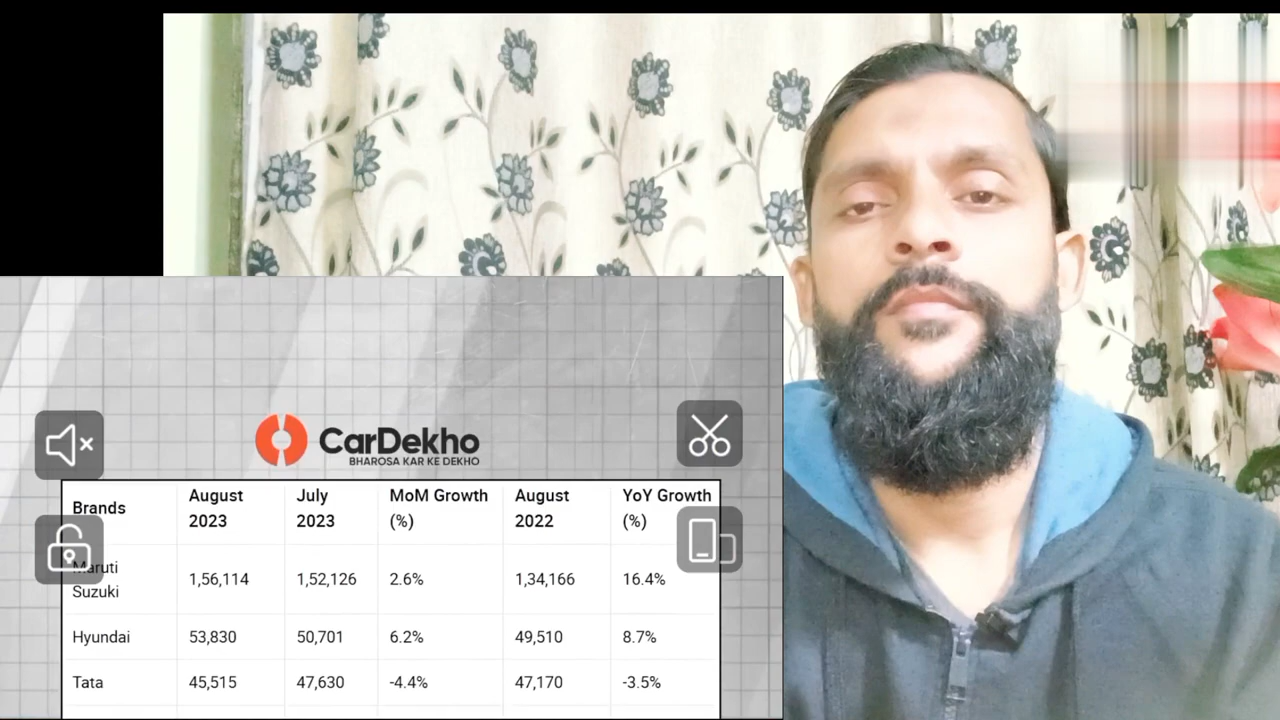 CarDekho
BHAROSA KAR KE DEKHO
Brands August 2023 July 2023 MoM Growth (%) August 2022 YoY Growth (%)
Maruti Suzuki 1,56,114 1,52,126 2.6% 1,34,166 16.4%
Hyundai 53,830 50,701 6.2% 49,510 8.7%
Tata 45,515 47,630 -4.4% 47,170 -3.5%